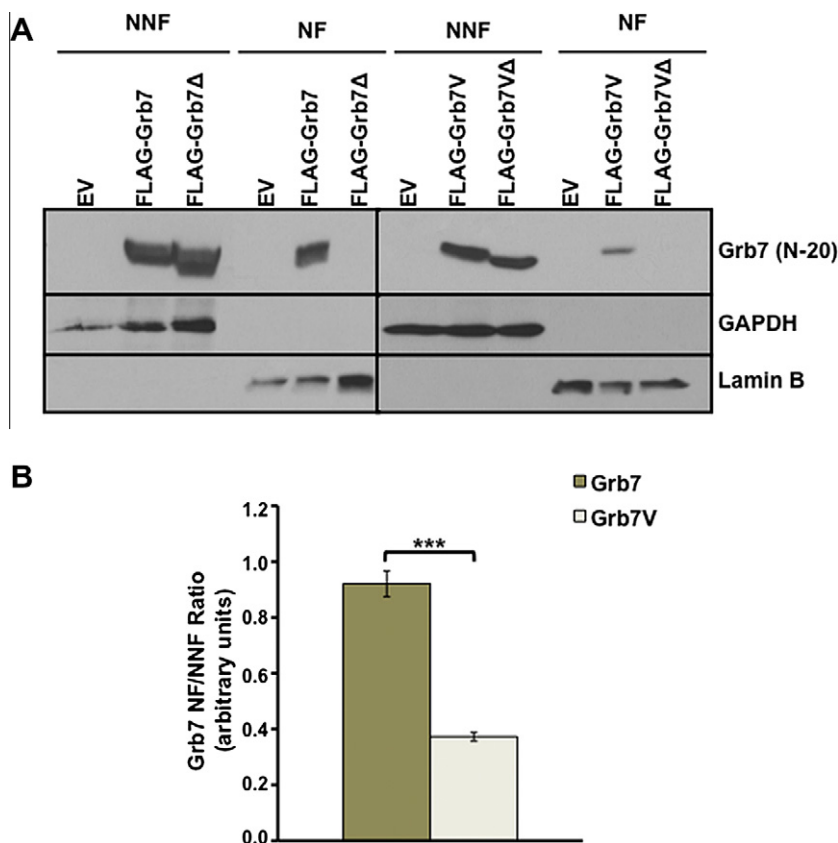 A
NNF NF NNF NF
EV FLAG-Grb7 FLAG-Grb7Δ EV FLAG-Grb7 FLAG-Grb7Δ EV FLAG-Grb7V FLAG-Grb7VΔ EV FLAG-Grb7V FLAG-Grb7VΔ
Grb7 (N-20)
GAPDH
Lamin B
B
Grb7
Grb7V
***
Grb7 NF/NNF Ratio
(arbitrary units)
1.2
1.0
0.8
0.6
0.4
0.2
0.0